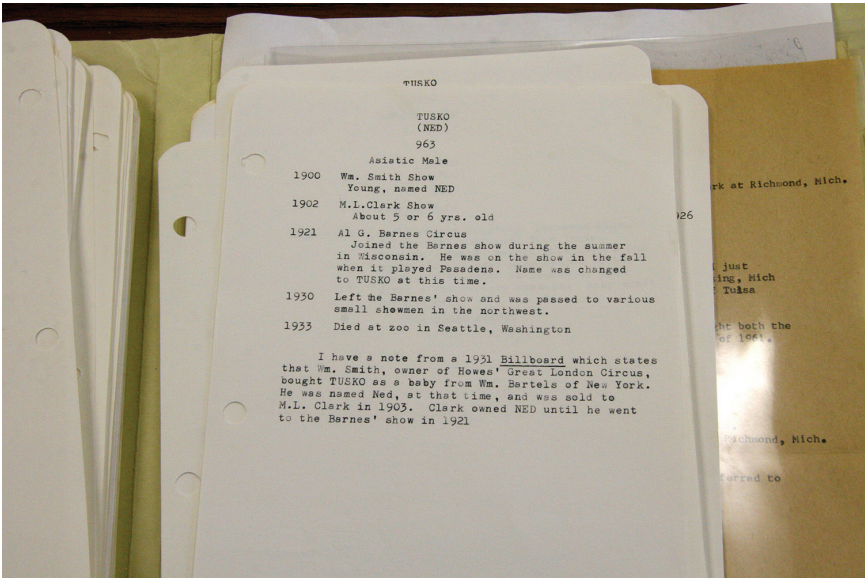 TUSKO
TUSKO
(NED)
963
Asiatic Male
1900 Wm. Smith Show
Young, named NED
1902 M.L.Clark Show
About 5 or 6 yrs. old
1921 Al G. Barnes Circus
Joined the Barnes show during the summer
in Wisconsin. He was on the show in the fall
when it played Pasadena. Name was changed
to TUSKO at this time.
1930 Left the Barnes' show and was passed to various
small showmen in the northwest.
1933 Died at zoo in Seattle, Washington
I have a note from a 1931 Billboard which states
that Wm. Smith, owner of Howes' Great London Circus,
bought TUSKO as a baby from Wm. Bartels of New York.
He was named Ned, at that time, and was sold to
M.L. Clark in 1903. Clark owned NED until he went
to the Barnes' show in 1921
26
at Richmond, Mich.
just
Mich
Tulsa
both the
of 1961.
Richmond, Mich.
to